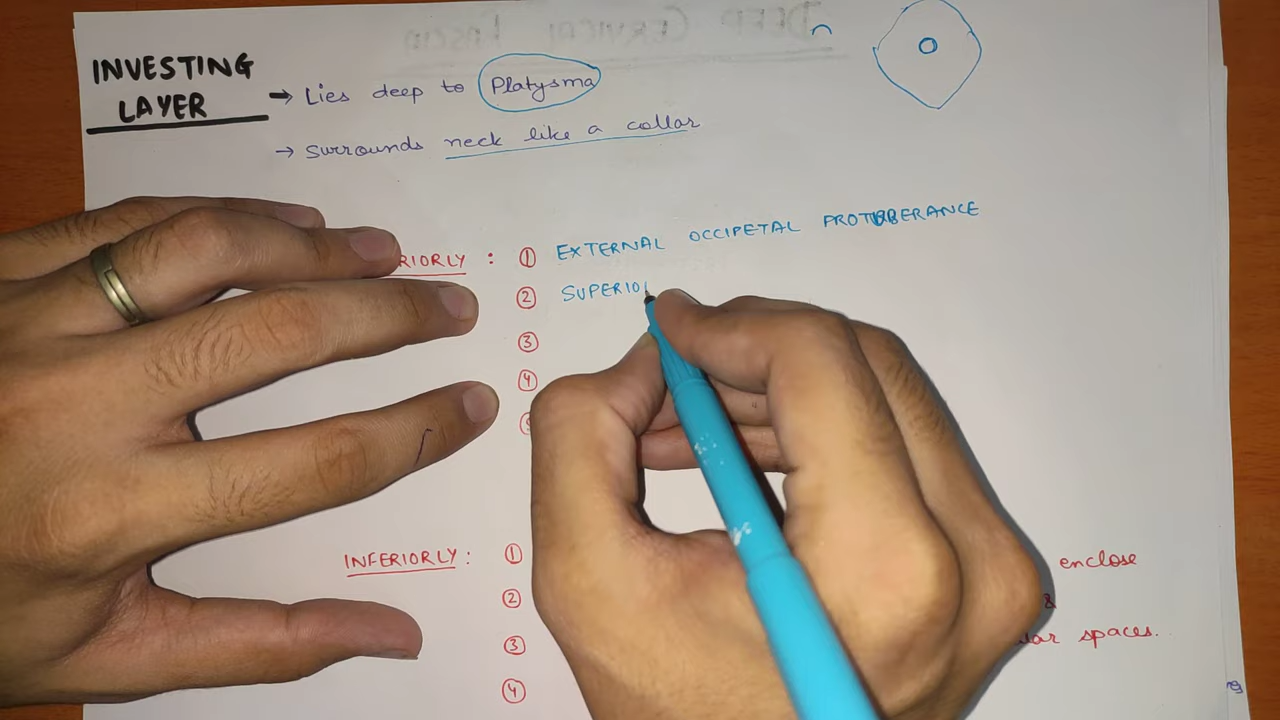 INVESTING
LAYER
→ Lies deep to Platysma
→ Surrounds neck like a collar
RIORLY : ① EXTERNAL OCCIPETAL PROTUBERANCE
② SUPERIO
③
④
INFERIORLY : ① enclose
② &
③ spaces.
④